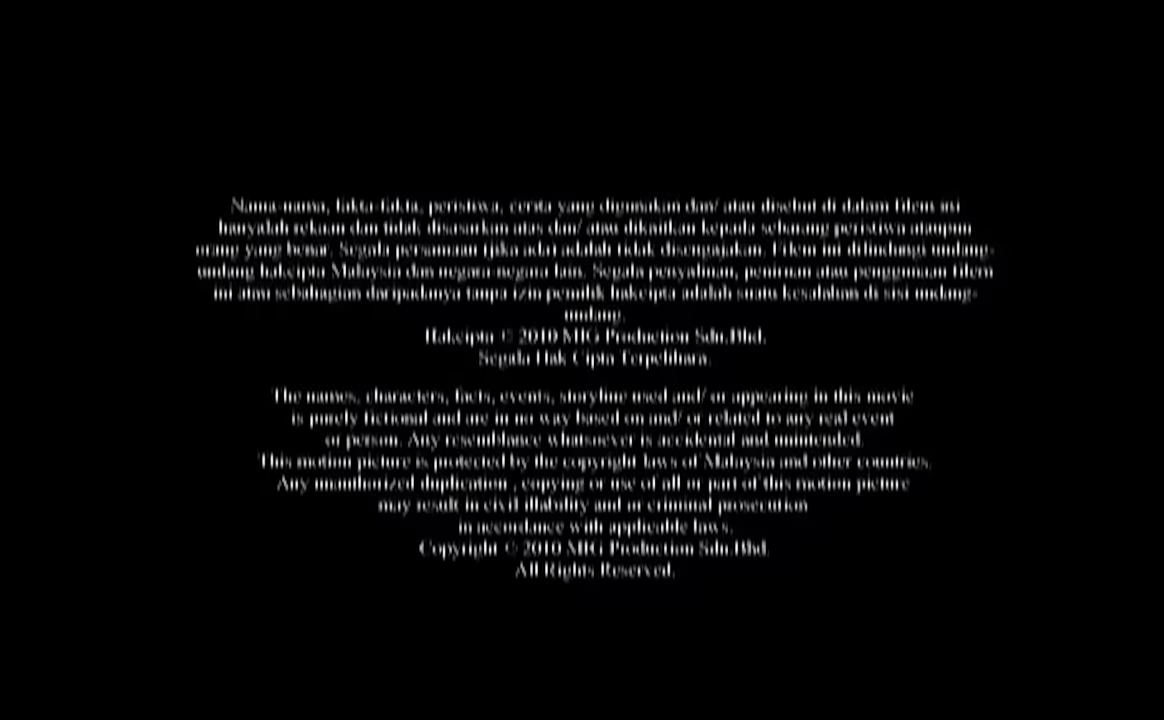 Nama-nama, fakta-fakta, peristiwa, cerita yang digunakan dan/ atau disebut di dalam filem ini
hanyalah rekaan dan tidak disasarkan atas dan/ atau dikaitkan kepada sebarang peristiwa ataupun
orang yang benar. Segala persamaan (jika ada) adalah tidak disengajakan. Filem ini dilindungi undang-
undang hakcipta Malaysia dan negara-negara lain. Segala penyalinan, peniruan atau penggunaan filem
ini atau sebahagian daripadanya tanpa izin pemilik hakcipta adalah suatu kesalahan di sisi undang-
undang.
Hakcipta © 2010 MIG Production Sdn.Bhd.
Segala Hak Cipta Terpelihara.
The names, characters, facts, events, storyline used and/ or appearing in this movie
is purely fictional and are in no way based on and/ or related to any real event
or person. Any resemblance whatsoever is accidental and unintended.
This motion picture is protected by the copyright laws of Malaysia and other countries.
Any unauthorized duplication , copying or use of all or part of this motion picture
may result in civil liability and or criminal prosecution
in accordance with applicable laws.
Copyright © 2010 MIG Production Sdn.Bhd.
All Rights Reserved.